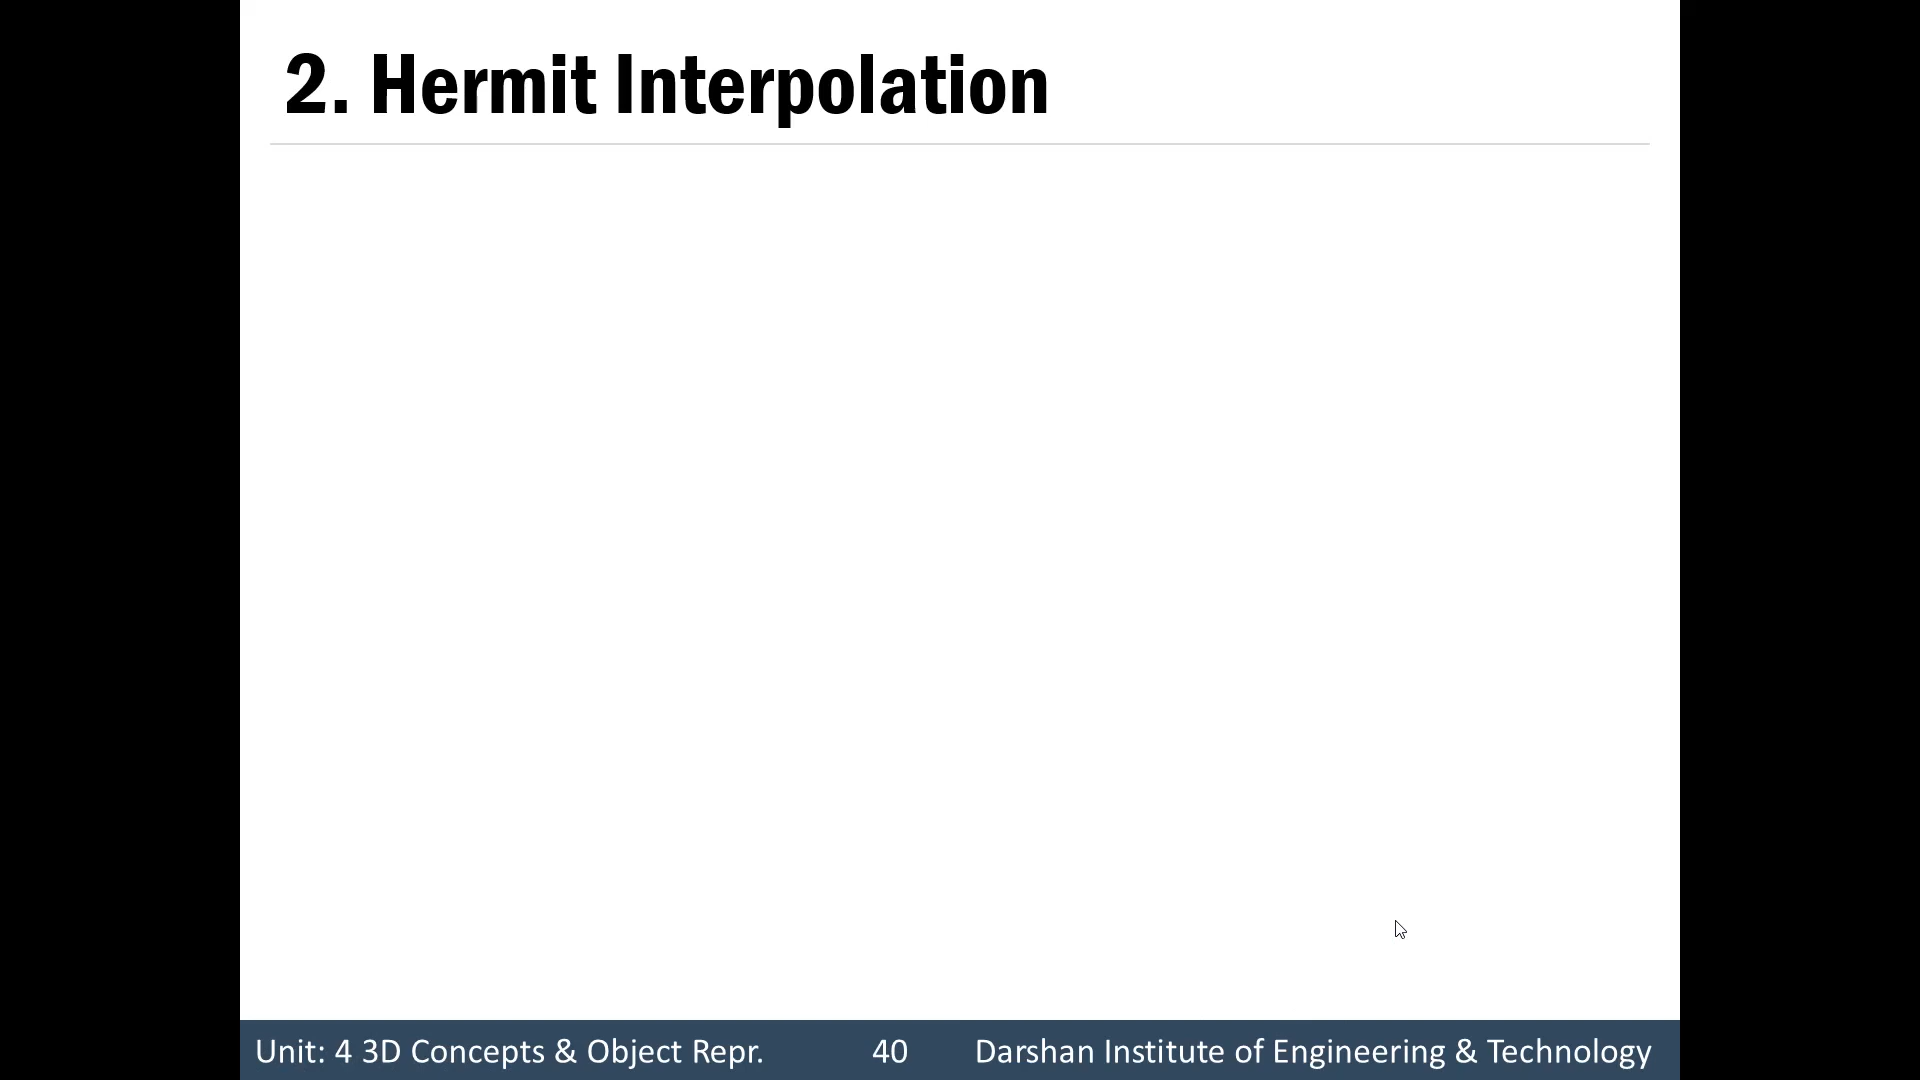 2. Hermit Interpolation
Unit: 4 3D Concepts & Object Repr. 40 Darshan Institute of Engineering & Technology